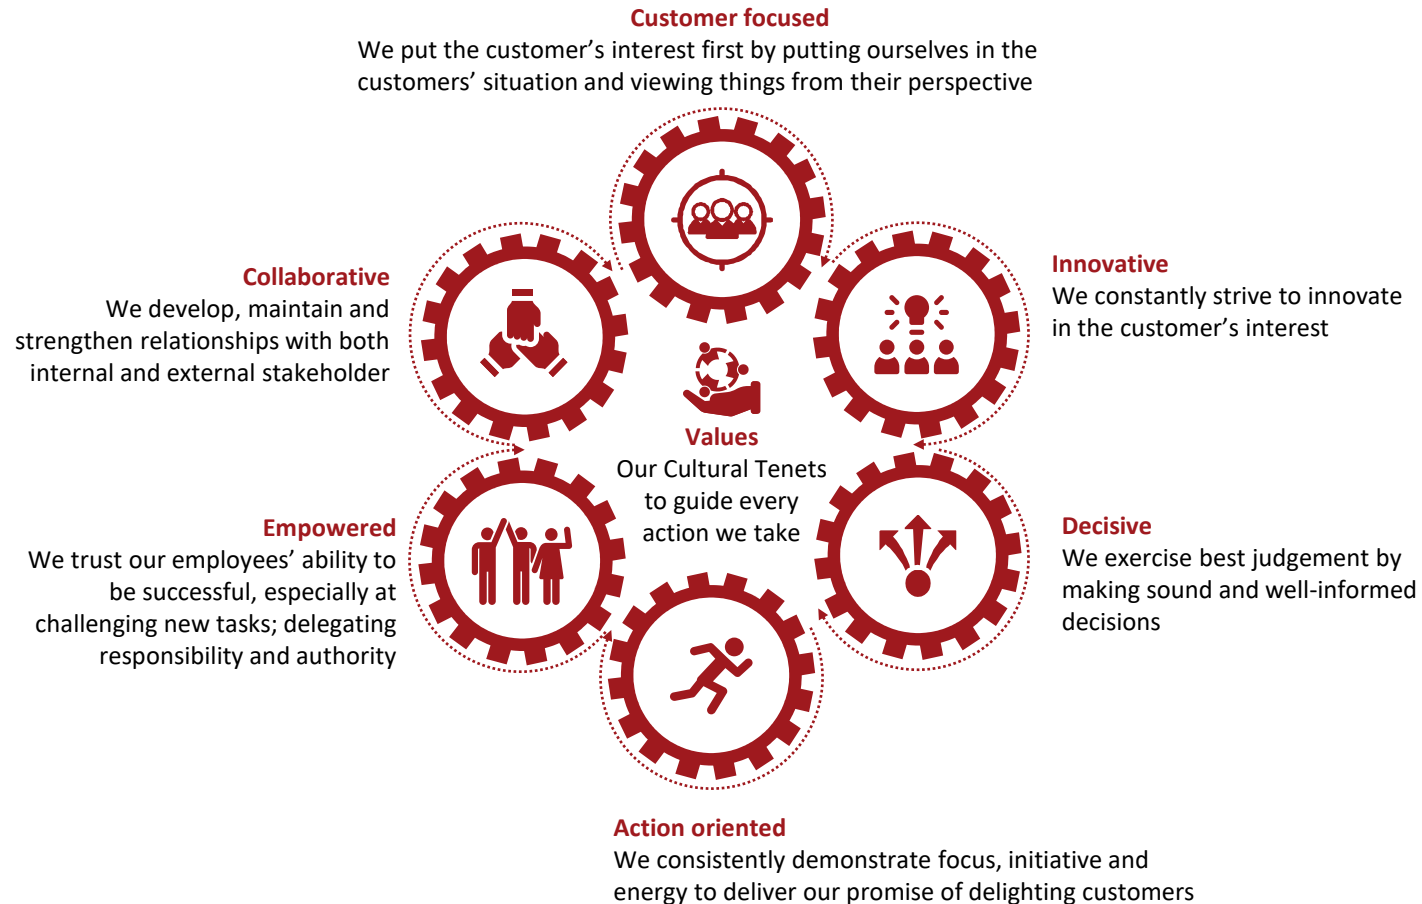 Customer focused
We put the customer’s interest first by putting ourselves in the
customers’ situation and viewing things from their perspective
Collaborative
We develop, maintain and
strengthen relationships with both
internal and external stakeholder
Innovative
We constantly strive to innovate
in the customer’s interest
Values
Our Cultural Tenets
to guide every
action we take
Empowered
We trust our employees’ ability to
be successful, especially at
challenging new tasks; delegating
responsibility and authority
Decisive
We exercise best judgement by
making sound and well-informed
decisions
Action oriented
We consistently demonstrate focus, initiative and
energy to deliver our promise of delighting customers